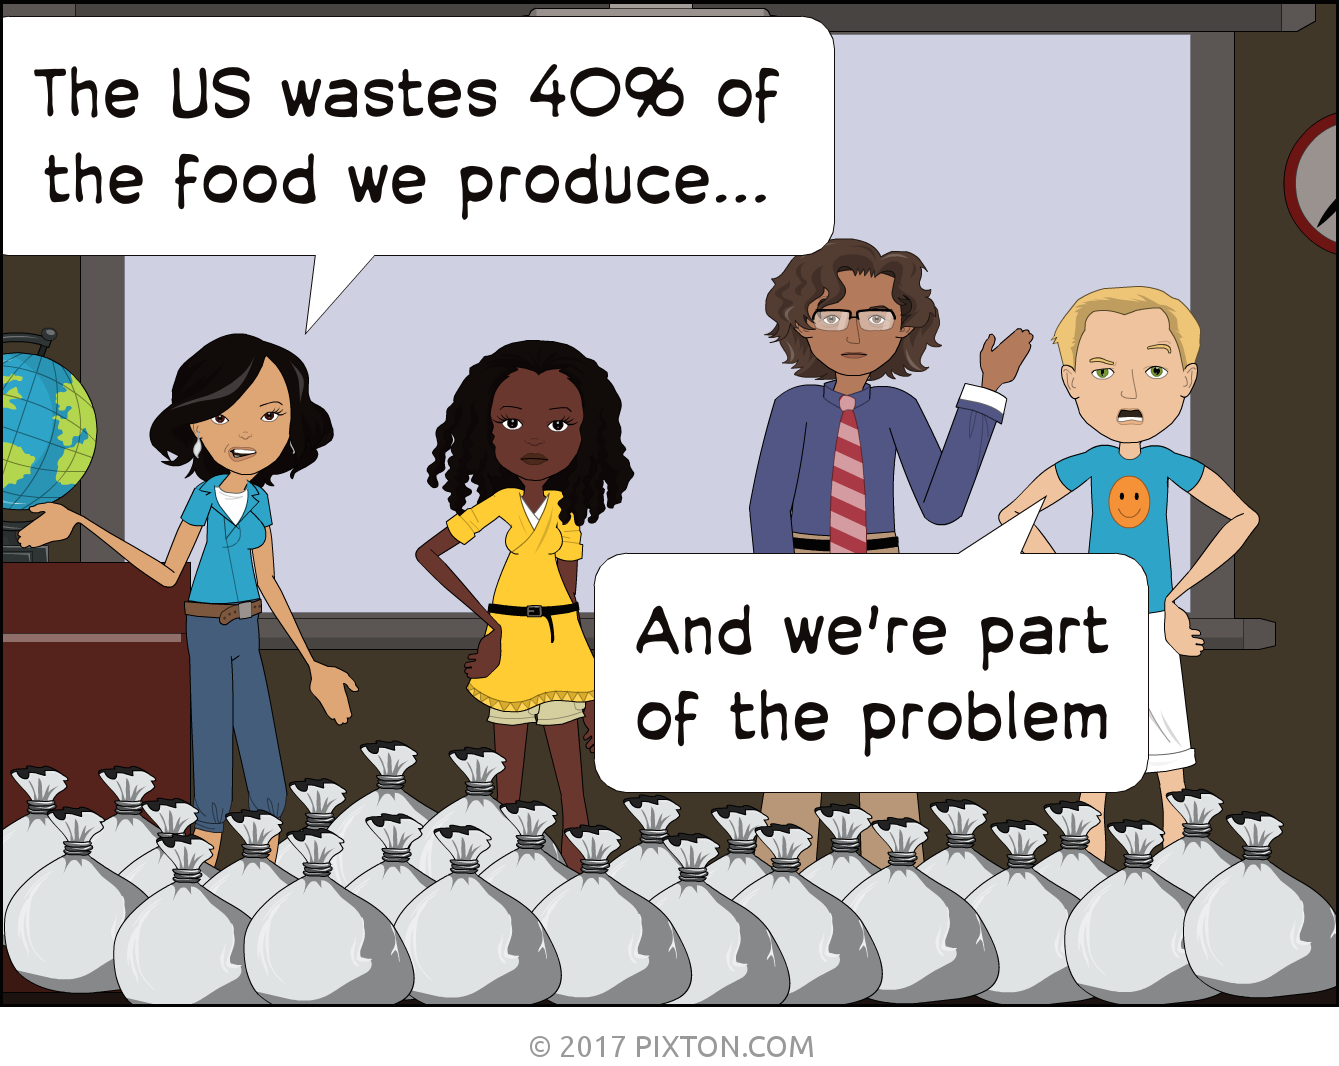 The US wastes 40% of
the food we produce...
And we're part
of the problem
© 2017 PIXTON.COM